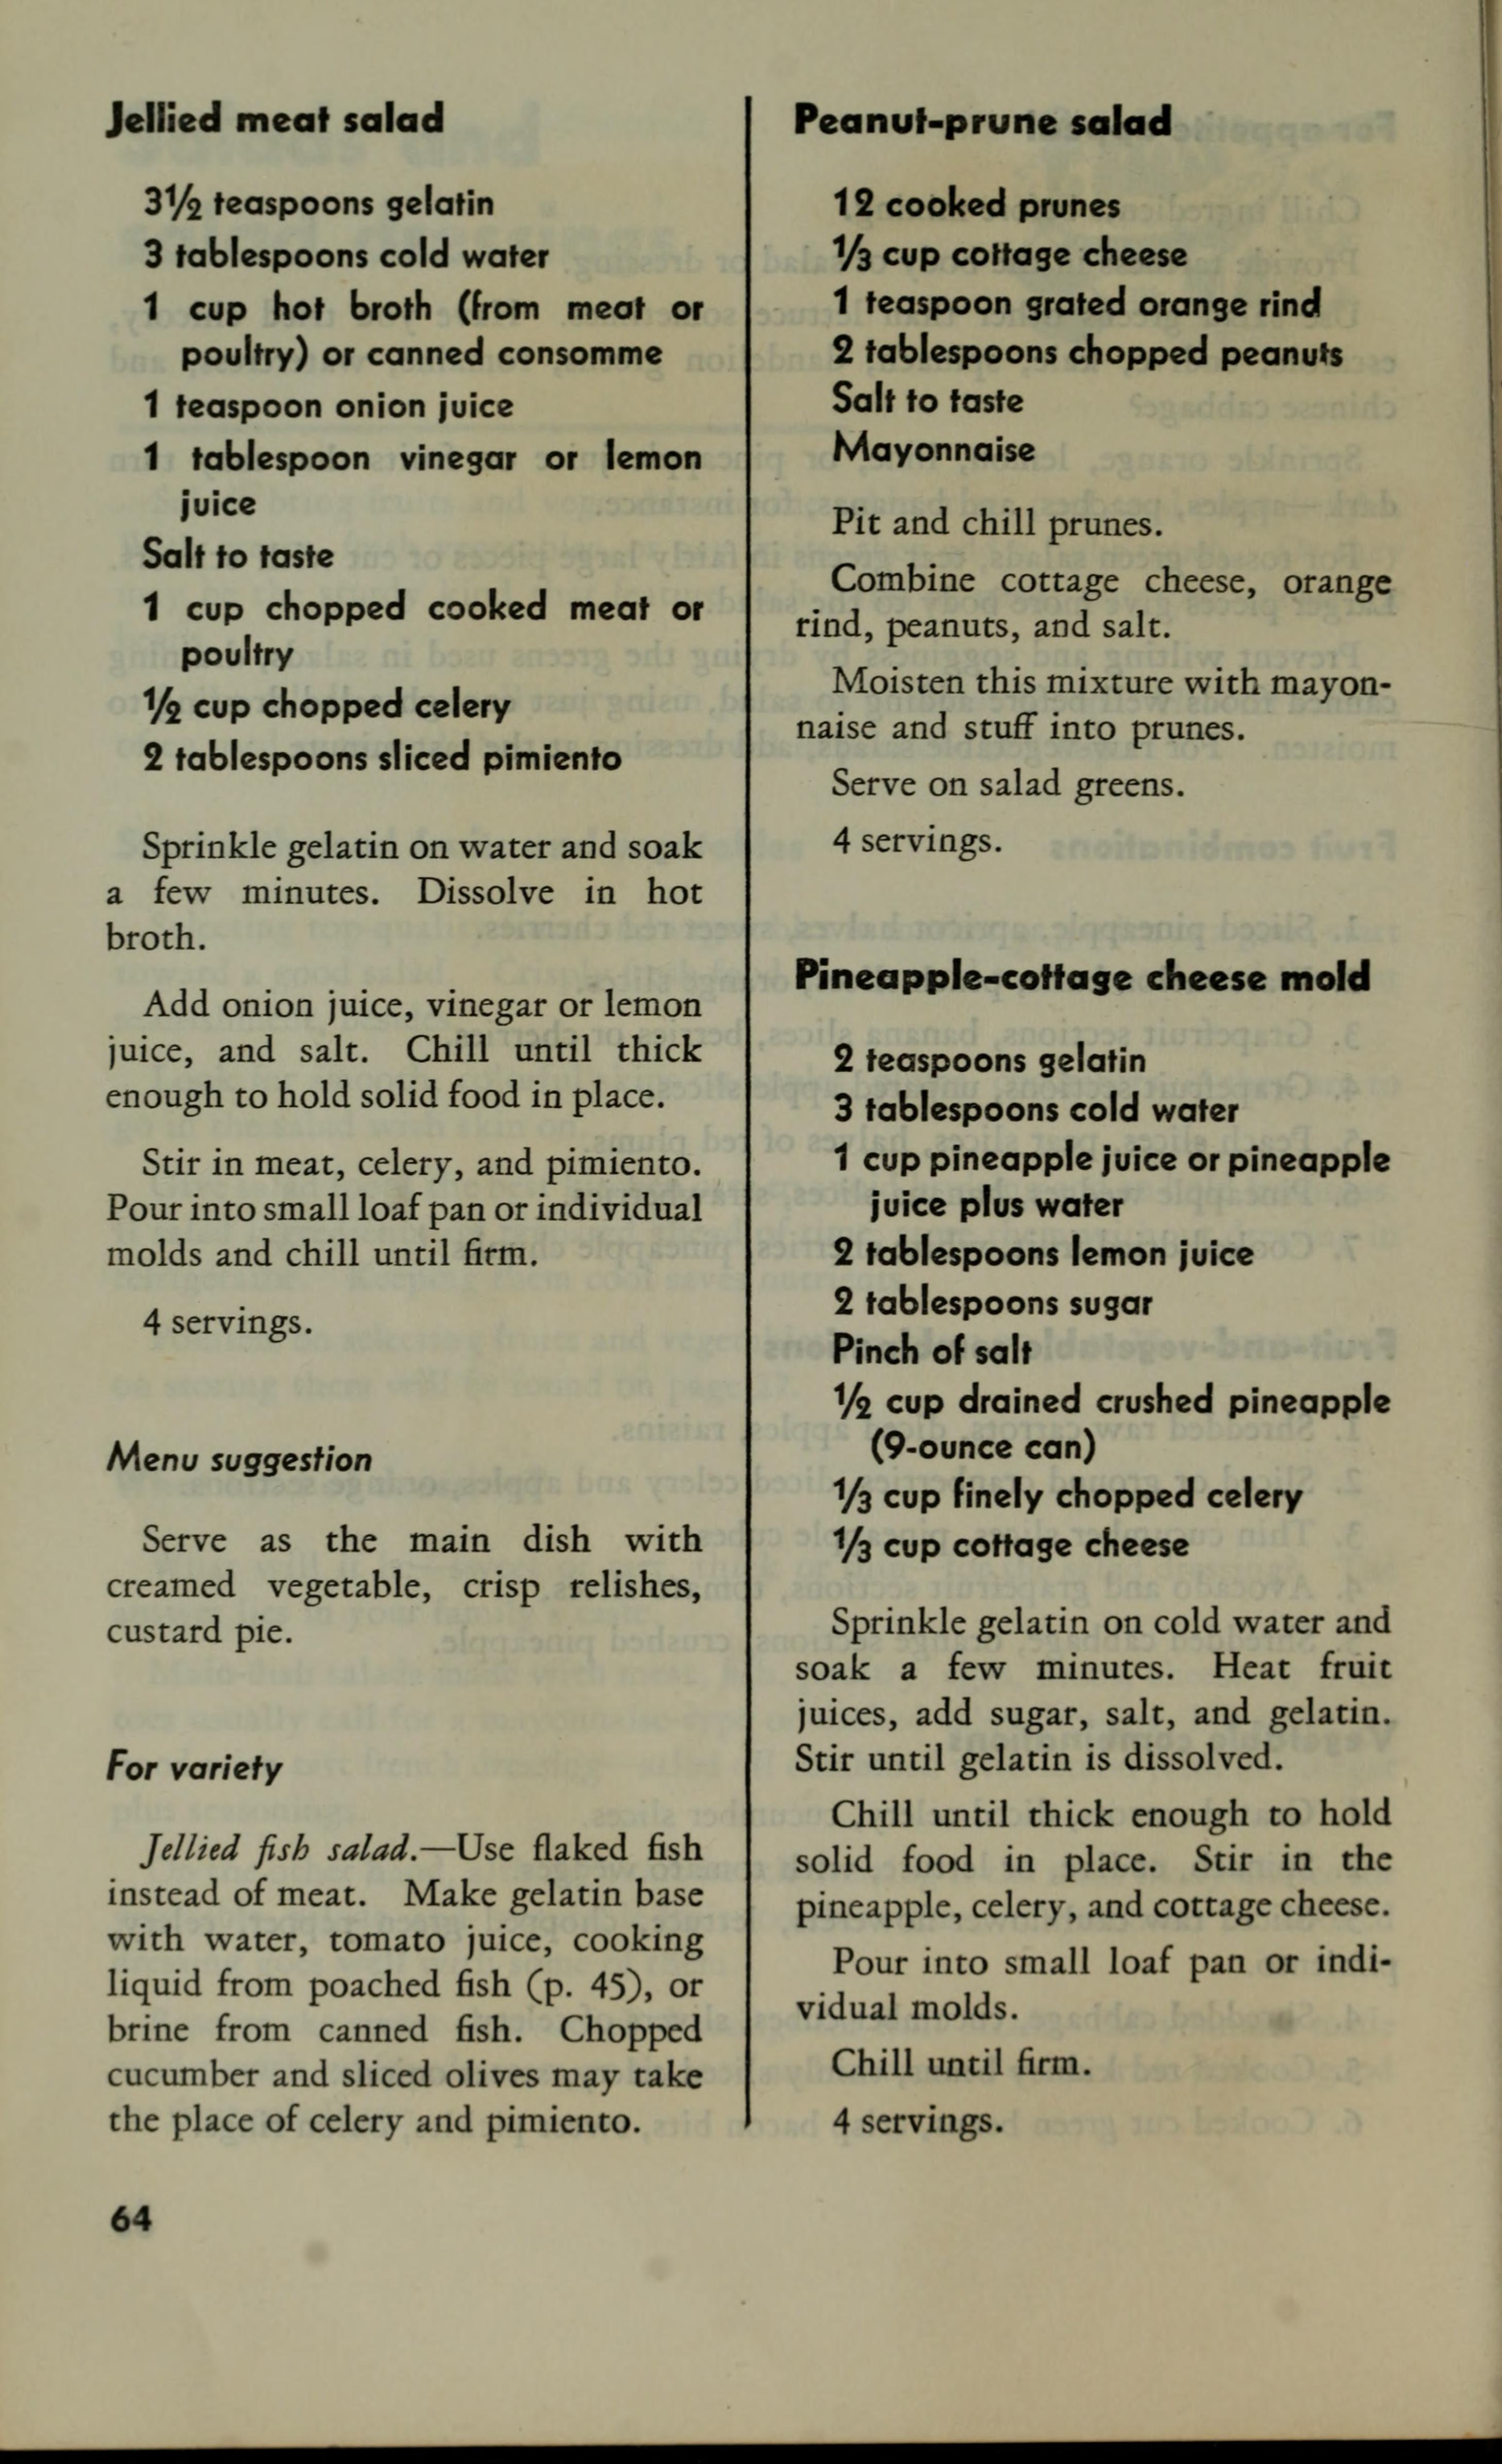 Jellied meat salad
3½ teaspoons gelatin
3 tablespoons cold water
1 cup hot broth (from meat or
poultry) or canned consomme
1 teaspoon onion juice
1 tablespoon vinegar or lemon
juice
Salt to taste
1 cup chopped cooked meat or
poultry
½ cup chopped celery
2 tablespoons sliced pimiento
Sprinkle gelatin on water and soak
a few minutes. Dissolve in hot
broth.
Add onion juice, vinegar or lemon
juice, and salt. Chill until thick
enough to hold solid food in place.
Stir in meat, celery, and pimiento.
Pour into small loaf pan or individual
molds and chill until firm.
4 servings.
Menu suggestion
Serve as the main dish with
creamed vegetable, crisp relishes,
custard pie.
For variety
Jellied fish salad.—Use flaked fish
instead of meat. Make gelatin base
with water, tomato juice, cooking
liquid from poached fish (p. 45), or
brine from canned fish. Chopped
cucumber and sliced olives may take
the place of celery and pimiento.
64
Peanut-prune salad
12 cooked prunes
⅓ cup cottage cheese
1 teaspoon grated orange rind
2 tablespoons chopped peanuts
Salt to taste
Mayonnaise
Pit and chill prunes.
Combine cottage cheese, orange
rind, peanuts, and salt.
Moisten this mixture with mayon-
naise and stuff into prunes.
Serve on salad greens.
4 servings.
Pineapple-cottage cheese mold
2 teaspoons gelatin
3 tablespoons cold water
1 cup pineapple juice or pineapple
juice plus water
2 tablespoons lemon juice
2 tablespoons sugar
Pinch of salt
½ cup drained crushed pineapple
(9-ounce can)
⅓ cup finely chopped celery
⅓ cup cottage cheese
Sprinkle gelatin on cold water and
soak a few minutes. Heat fruit
juices, add sugar, salt, and gelatin.
Stir until gelatin is dissolved.
Chill until thick enough to hold
solid food in place. Stir in the
pineapple, celery, and cottage cheese.
Pour into small loaf pan or indi-
vidual molds.
Chill until firm.
4 servings.